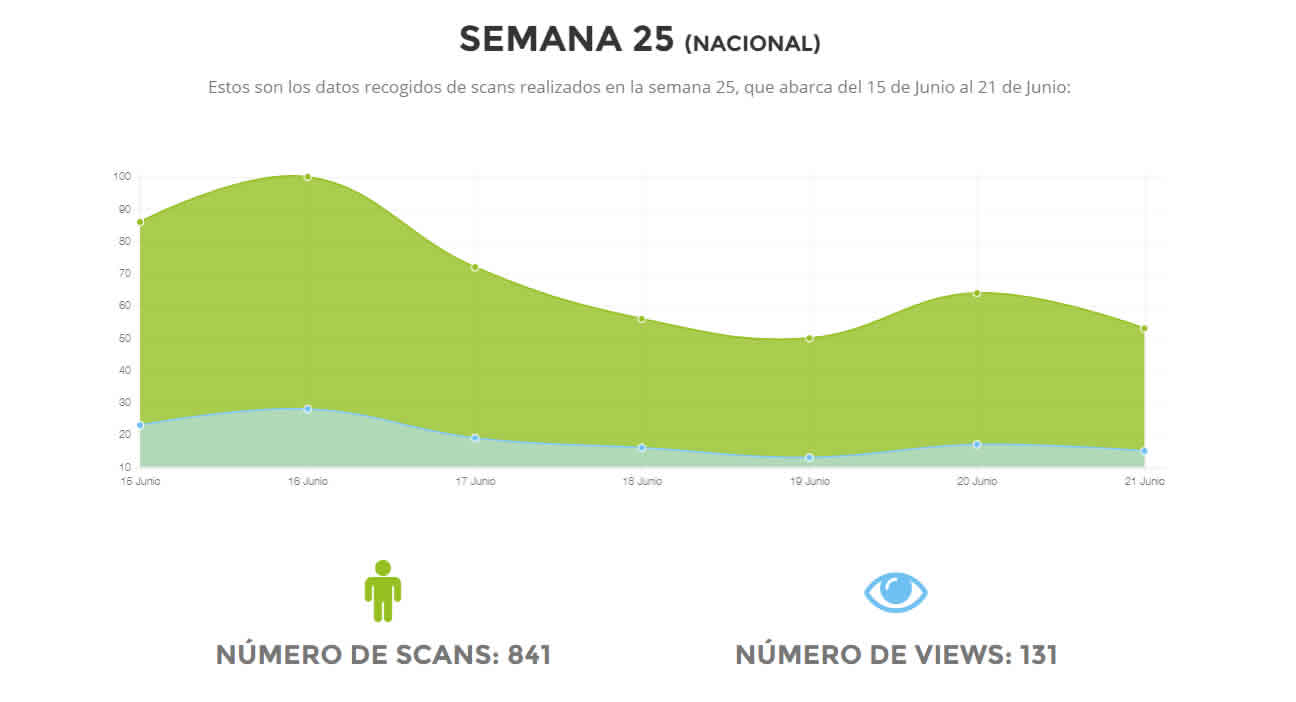 SEMANA 25 (NACIONAL)
Estos son los datos recogidos de scans realizados en la semana 25, que abarca del 15 de Junio al 21 de Junio:
100
90
80
70
60
50
40
30
20
10
15 Junio 16 Junio 17 Junio 18 Junio 19 Junio 20 Junio 21 Junio
NÚMERO DE SCANS: 841 NÚMERO DE VIEWS: 131